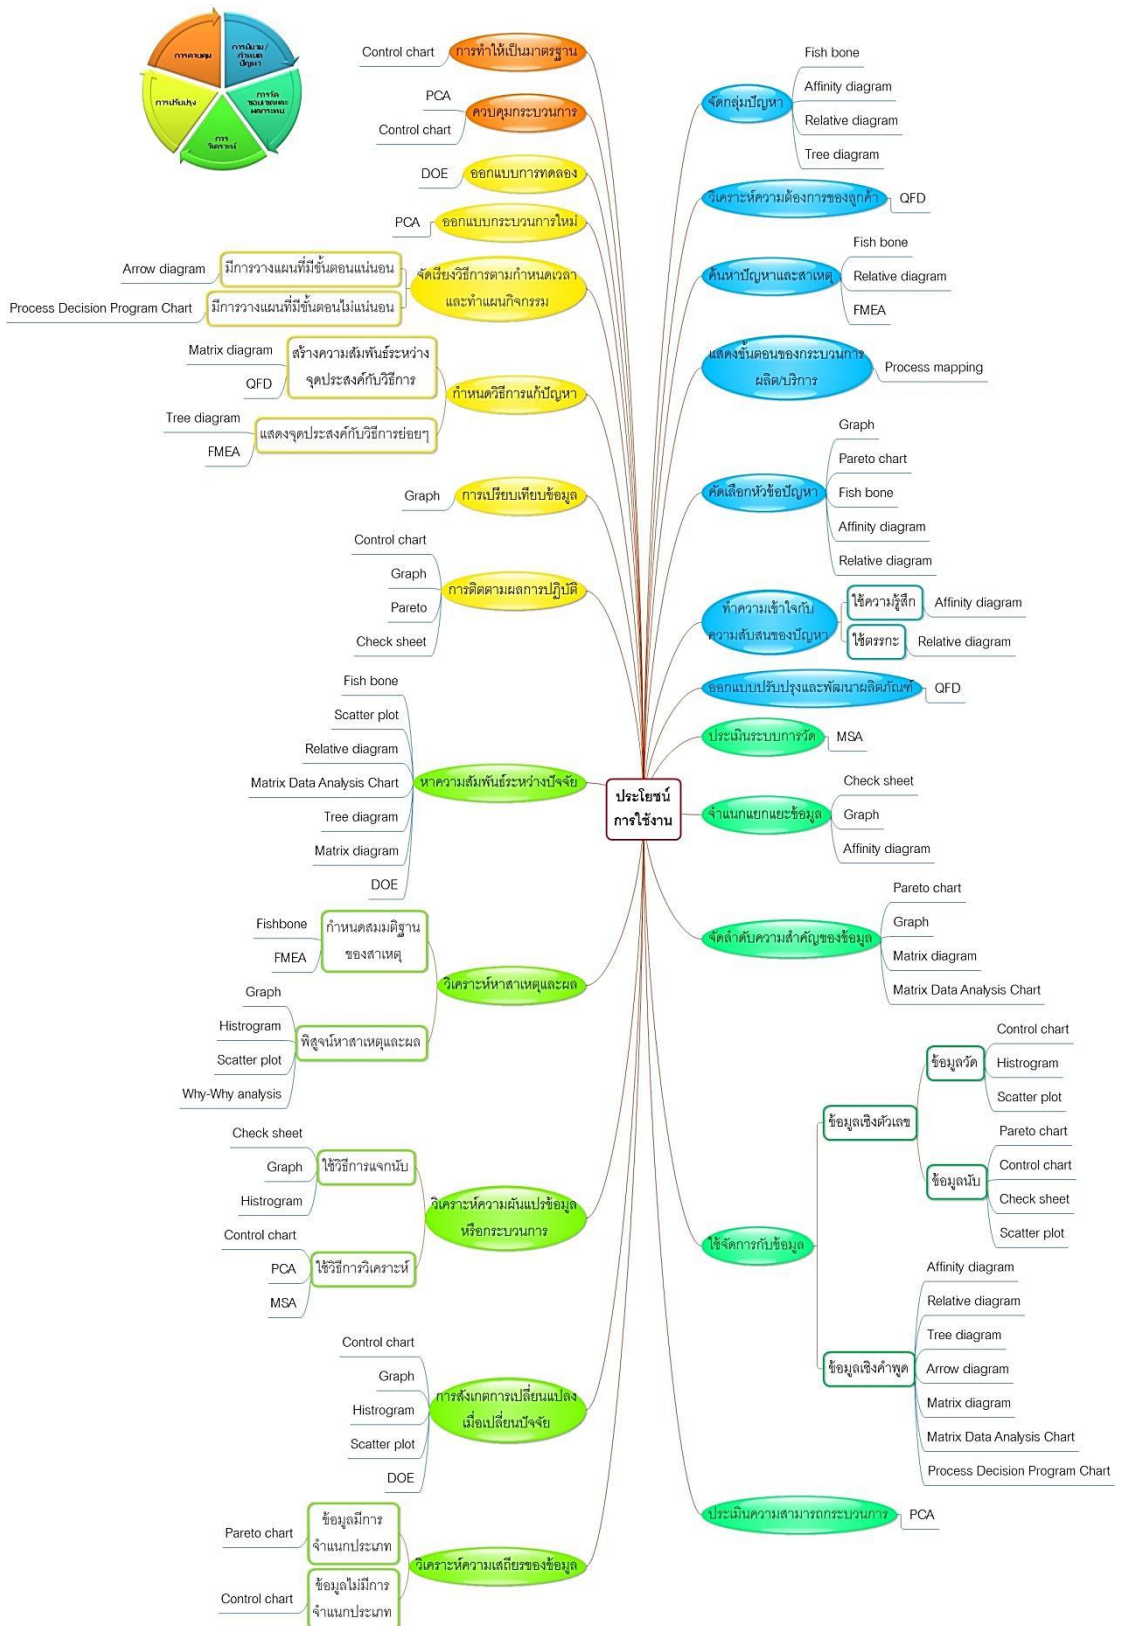 การควบคุม
การนิยาม /
กำหนด
ปัญหา
การปรับปรุง
การวัด
ขอบเขตและ
ผลกระทบ
การ
วิเคราะห์
Control chart
การทำให้เป็นมาตรฐาน
PCA
Control chart
ควบคุมกระบวนการ
DOE
ออกแบบการทดลอง
PCA
ออกแบบกระบวนการใหม่
Arrow diagram
มีการวางแผนที่มีขั้นตอนแน่นอน
Process Decision Program Chart
มีการวางแผนที่มีขั้นตอนไม่แน่นอน
จัดเรียงวิธีการตามกำหนดเวลา
และทำแผนกิจกรรม
Matrix diagram
QFD
สร้างความสัมพันธ์ระหว่าง
จุดประสงค์กับวิธีการ
Tree diagram
FMEA
แสดงจุดประสงค์กับวิธีการย่อยๆ
กำหนดวิธีการแก้ปัญหา
Graph
การเปรียบเทียบข้อมูล
Control chart
Graph
Pareto
Check sheet
การติดตามผลการปฏิบัติ
Fish bone
Scatter plot
Relative diagram
Matrix Data Analysis Chart
Tree diagram
Matrix diagram
DOE
หาความสัมพันธ์ระหว่างปัจจัย
Fishbone
FMEA
กำหนดสมมติฐาน
ของสาเหตุ
Graph
Histrogram
Scatter plot
Why-Why analysis
พิสูจน์หาสาเหตุและผล
วิเคราะห์หาสาเหตุและผล
Check sheet
Graph
Histrogram
ใช้วิธีการแจกนับ
Control chart
PCA
MSA
ใช้วิธีการวิเคราะห์
วิเคราะห์ความผันแปรข้อมูล
หรือกระบวนการ
Control chart
Graph
Histrogram
Scatter plot
DOE
การสังเกตการเปลี่ยนแปลง
เมื่อเปลี่ยนปัจจัย
Pareto chart
ข้อมูลมีการ
จำแนกประเภท
Control chart
ข้อมูลไม่มีการ
จำแนกประเภท
วิเคราะห์ความเสถียรของข้อมูล
ประโยชน์
การใช้งาน
จัดกลุ่มปัญหา
Fish bone
Affinity diagram
Relative diagram
Tree diagram
วิเคราะห์ความต้องการของลูกค้า
QFD
ค้นหาปัญหาและสาเหตุ
Fish bone
Relative diagram
FMEA
แสดงขั้นตอนของกระบวนการ
ผลิต/บริการ
Process mapping
คัดเลือกหัวข้อปัญหา
Graph
Pareto chart
Fish bone
Affinity diagram
Relative diagram
ทำความเข้าใจกับ
ความสับสนของปัญหา
ใช้ความรู้สึก
Affinity diagram
ใช้ตรรกะ
Relative diagram
ออกแบบปรับปรุงและพัฒนาผลิตภัณฑ์
QFD
ประเมินระบบการวัด
MSA
จำแนกแยกแยะข้อมูล
Check sheet
Graph
Affinity diagram
จัดลำดับความสำคัญของข้อมูล
Pareto chart
Graph
Matrix diagram
Matrix Data Analysis Chart
ใช้จัดการกับข้อมูล
ข้อมูลเชิงตัวเลข
ข้อมูลวัด
Control chart
Histrogram
Scatter plot
ข้อมูลนับ
Pareto chart
Control chart
Check sheet
Scatter plot
ข้อมูลเชิงคำพูด
Affinity diagram
Relative diagram
Tree diagram
Arrow diagram
Matrix diagram
Matrix Data Analysis Chart
Process Decision Program Chart
ประเมินความสามารถกระบวนการ
PCA